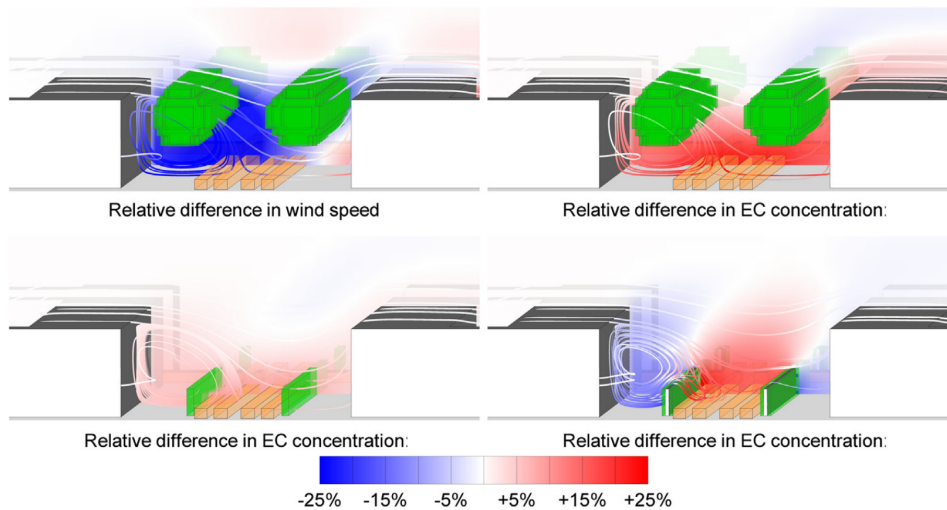 Relative difference in wind speed
Relative difference in EC concentration:
Relative difference in EC concentration:
Relative difference in EC concentration:
-25% -15% -5% +5% +15% +25%